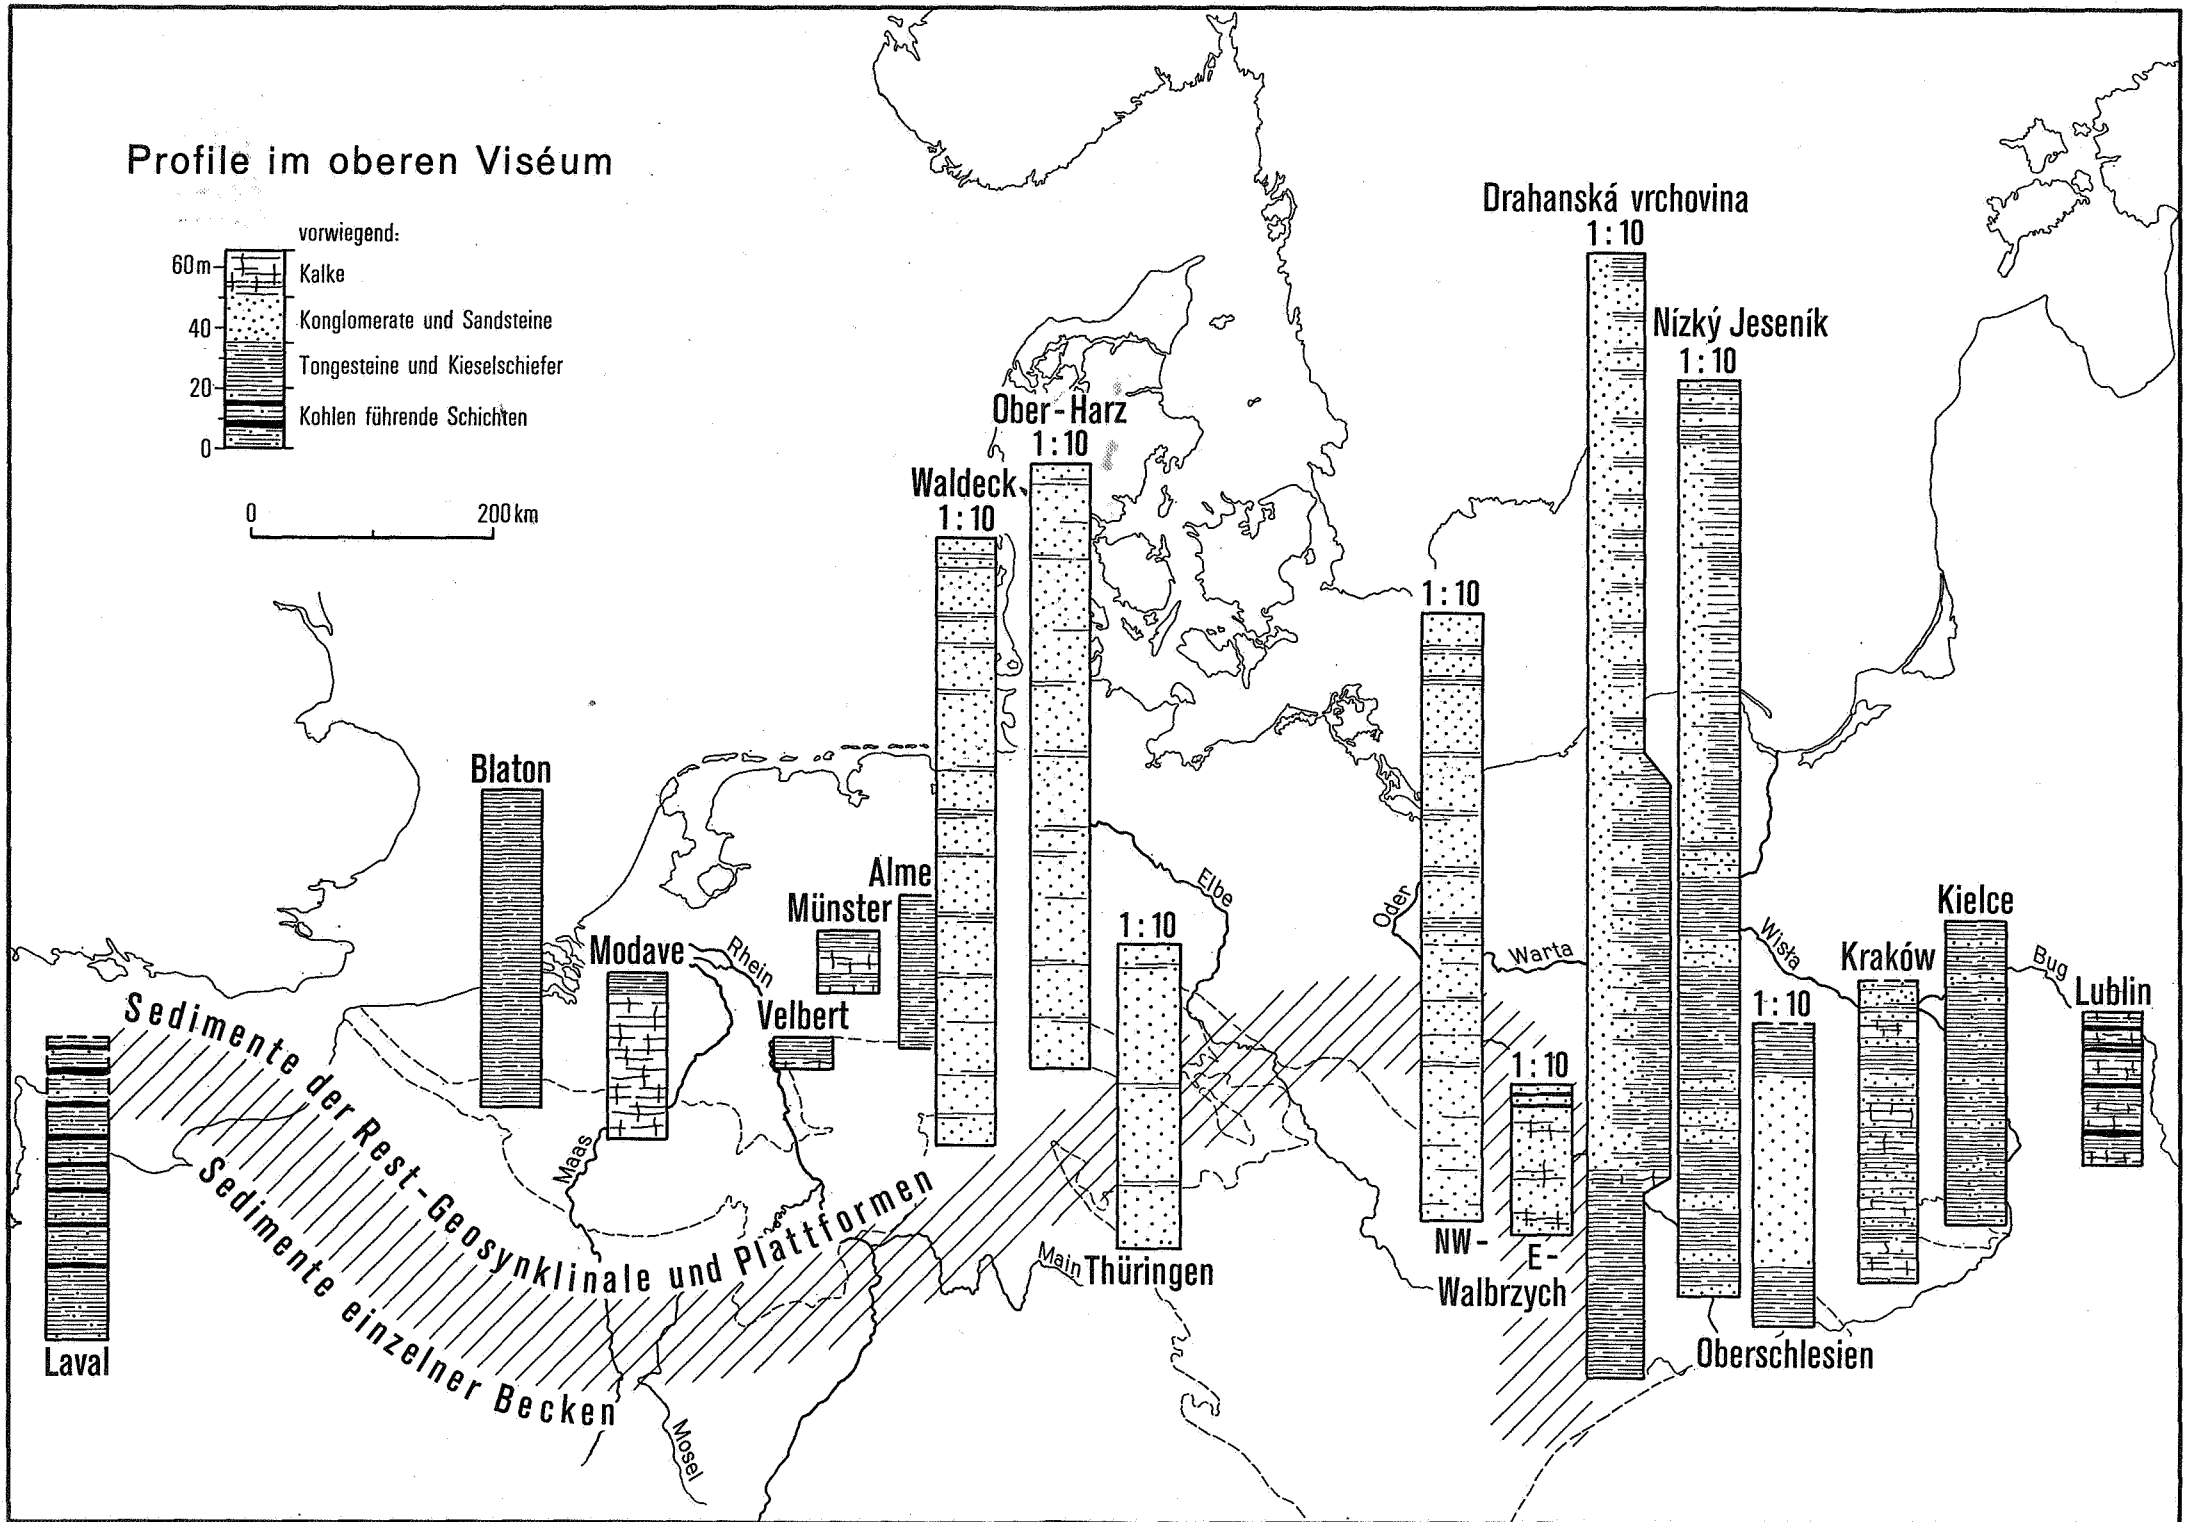 Profile im oberen Viséum
vorwiegend:
60m
Kalke
Konglomerate und Sandsteine
40
Tongesteine und Kieselschiefer
20
Kohlen führende Schichten
0
0
200 km
Drahanská vrchovina
1:10
Nízký Jeseník
1:10
Ober-Harz
1:10
Waldeck
1:10
1:10
Blaton
Alme
Münster
Modave
Rhein
Velbert
Elbe
1:10
Oder
Warta
Wisła
Kielce
Kraków
Bug
Lublin
1:10
1:10
Sedimente der Rest-Geosynklinale und Plattformen
Sedimente einzelner Becken
Maas
Main
Thüringen
NW-
E-
Walbrzych
Oberschlesien
Laval
Mosel